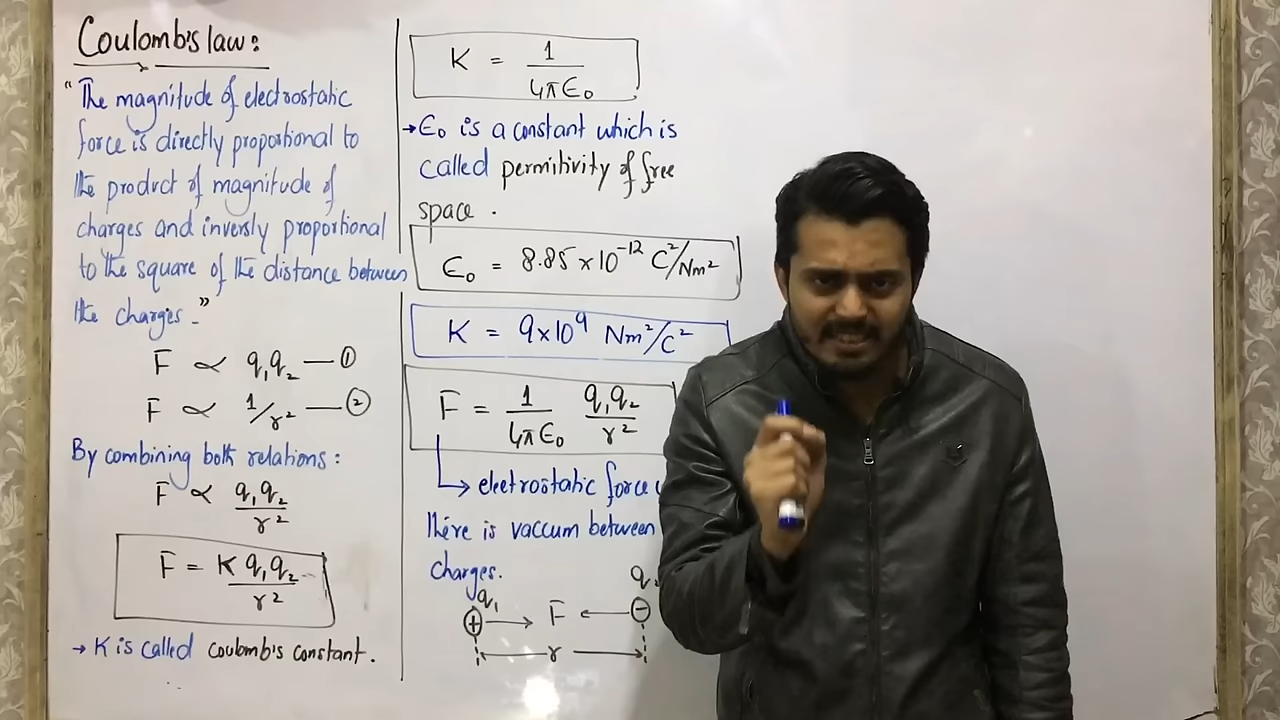 Coulomb's law:
"The magnitude of electrostatic
force is directly proportional to
the product of magnitude of
charges and inversly proportional
to the square of the distance between
the charges."
F ∝ q₁q₂ — ①
F ∝ 1/r² — ②
By combining both relations:
F ∝ q₁q₂/r²
F = K q₁q₂/r²
→ K is called coulomb's constant.
K = 1/4πε₀
→ ε₀ is a constant which is
called permitivity of free
space.
ε₀ = 8.85×10⁻¹² C²/Nm²
K = 9×10⁹ Nm²/C²
F = 1/4πε₀ q₁q₂/r²
→ eletrostatic force
There is vaccum between
charges.
q₁ q
+ → F ← −
r